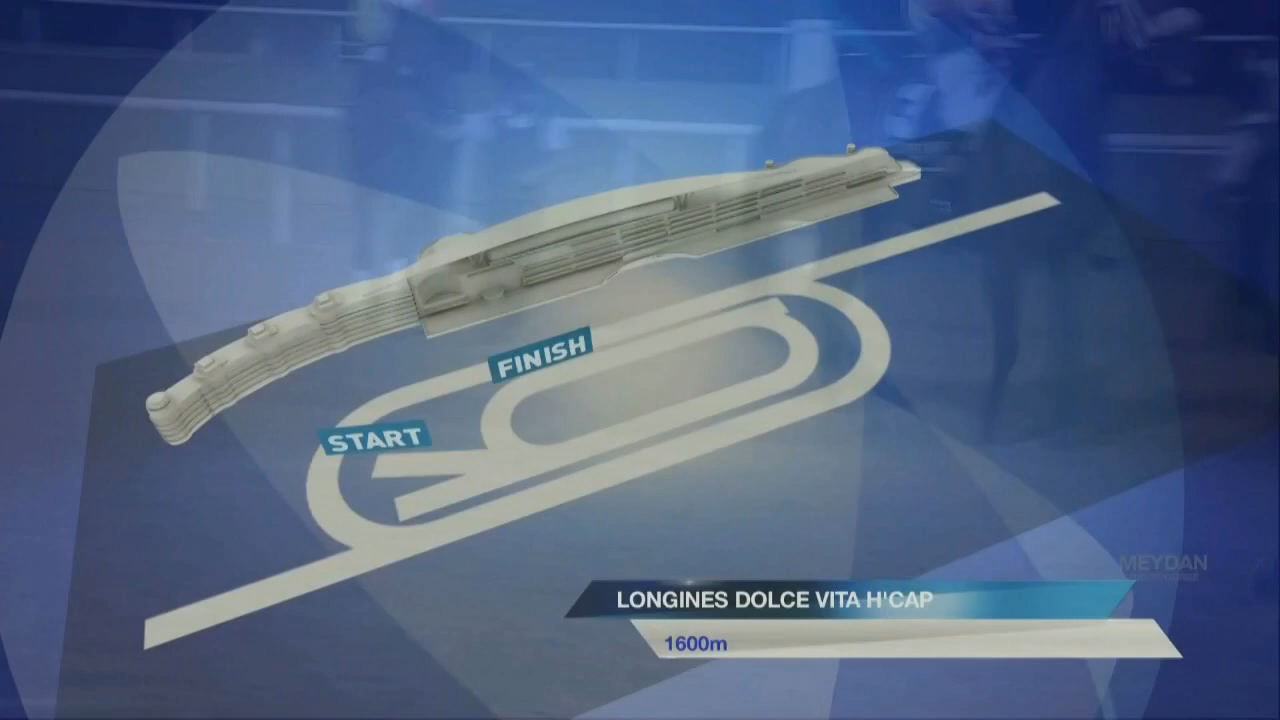 FINISH
START
MEYDAN
LONGINES DOLCE VITA H'CAP
1600m